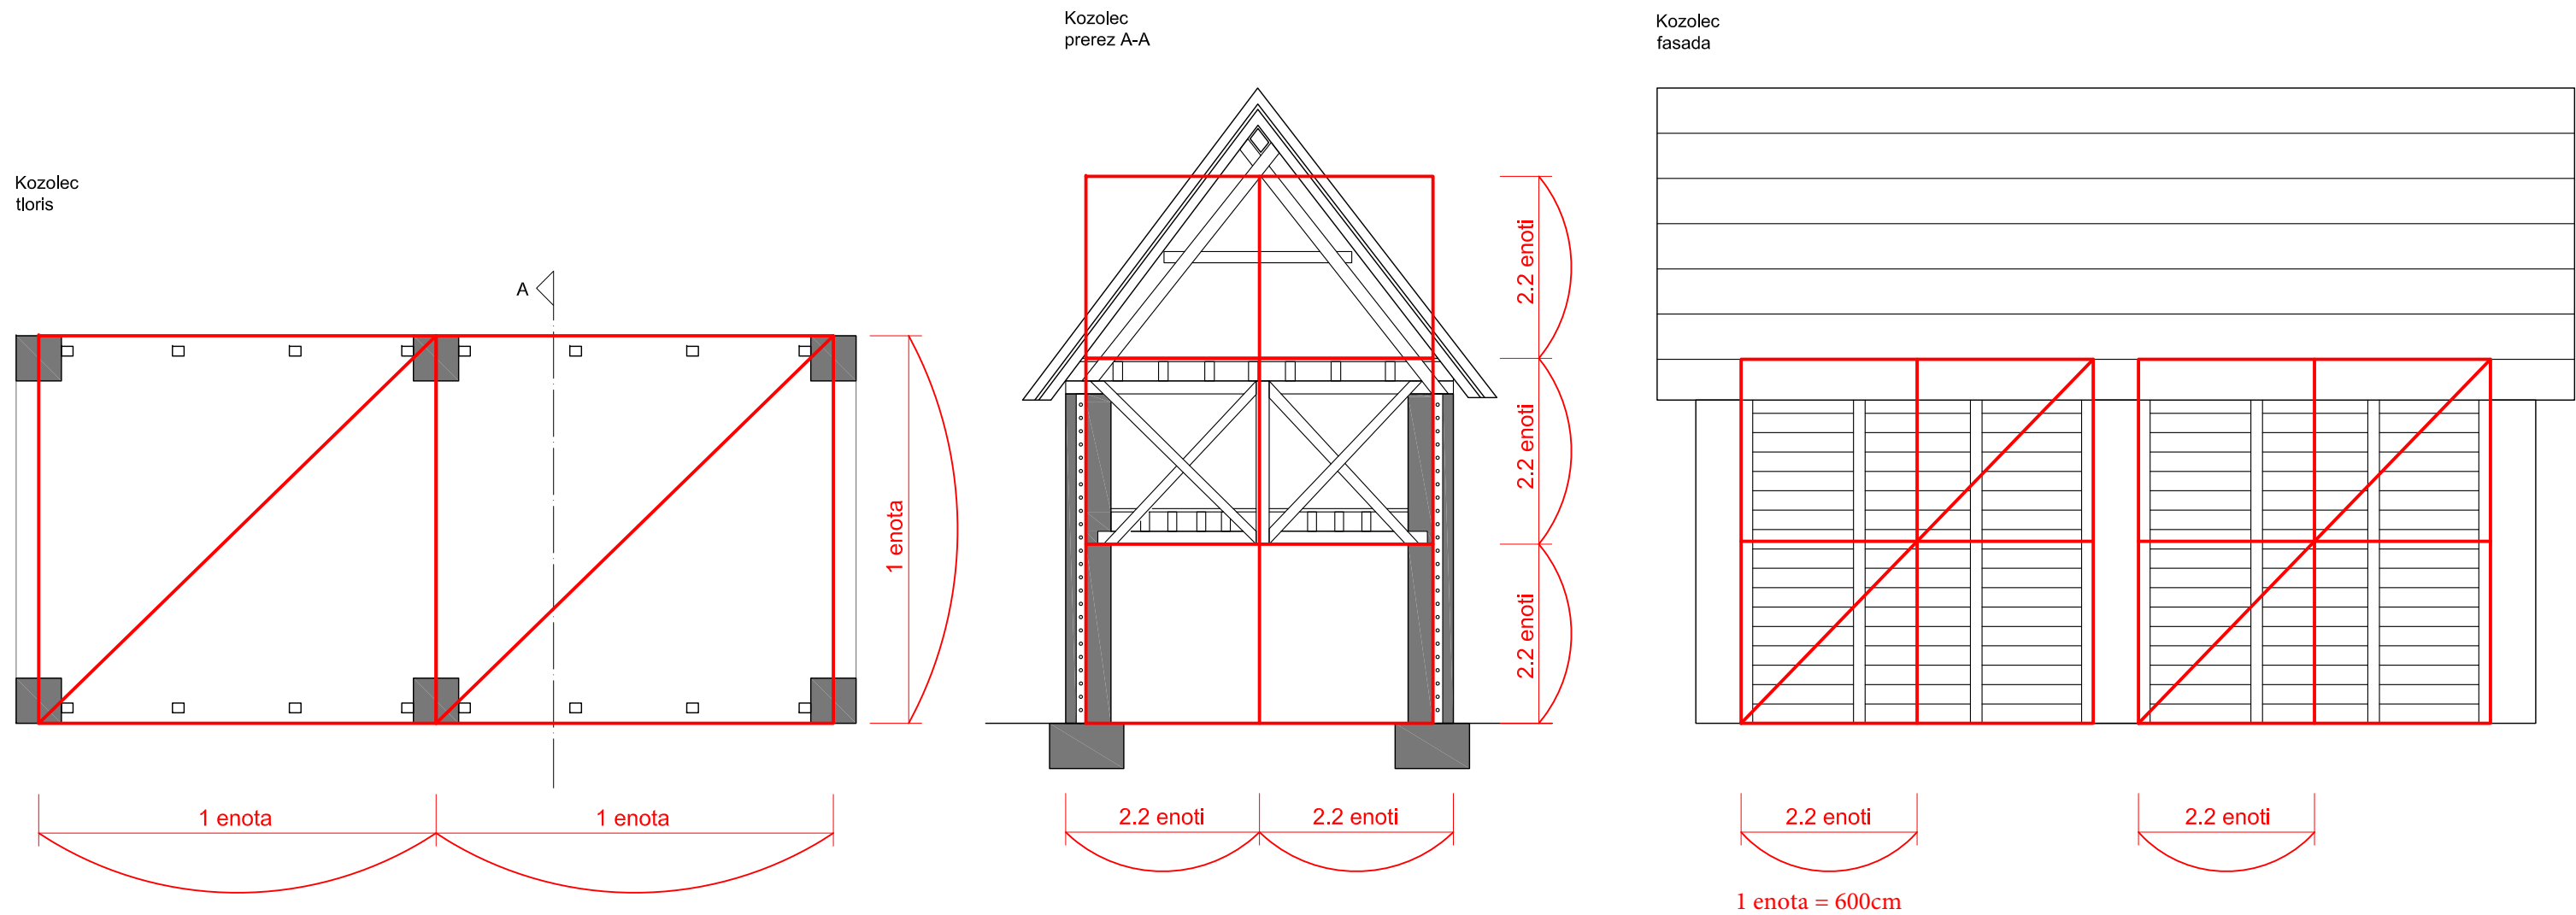 Kozolec
tloris
A
1 enota
1 enota
1 enota
Kozolec
prerez A-A
2.2 enoti
2.2 enoti
2.2 enoti
2.2 enoti
2.2 enoti
Kozolec
fasada
2.2 enoti
2.2 enoti
1 enota = 600cm